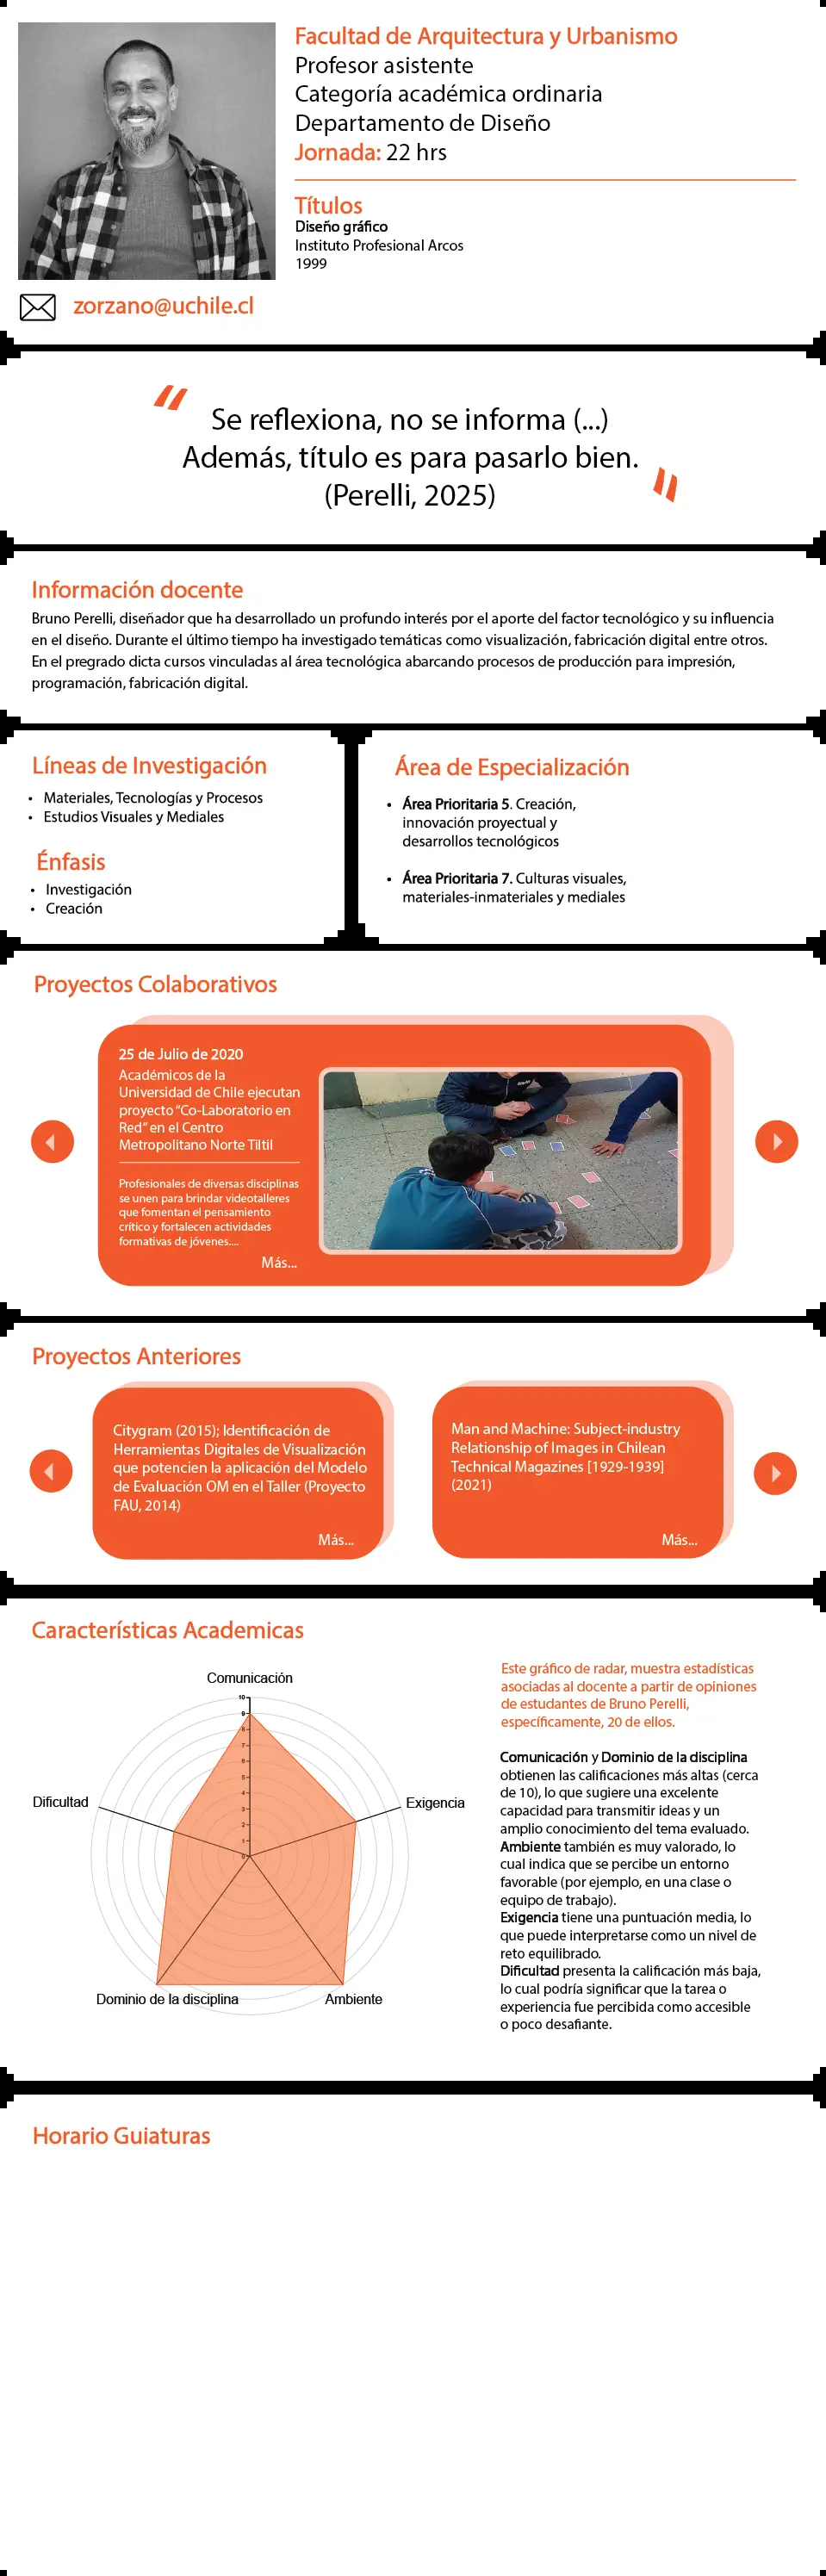 Facultad de Arquitectura y Urbanismo
Profesor asistente
Categoría académica ordinaria
Departamento de Diseño
Jornada: 22 hrs
Títulos
Diseño gráfico
Instituto Profesional Arcos
1999
zorzano@uchile.cl
“
Se reflexiona, no se informa (...)
Además, título es para pasarlo bien.
(Perelli, 2025)
”
Información docente
Bruno Perelli, diseñador que ha desarrollado un profundo interés por el aporte del factor tecnológico y su influencia
en el diseño. Durante el último tiempo ha investigado temáticas como visualización, fabricación digital entre otros.
En el pregrado dicta cursos vinculadas al área tecnológica abarcando procesos de producción para impresión,
programación, fabricación digital.
Líneas de Investigación
• Materiales, Tecnologías y Procesos
• Estudios Visuales y Mediales
Énfasis
• Investigación
• Creación
Área de Especialización
• Área Prioritaria 5. Creación,
innovación proyectual y
desarrollos tecnológicos
• Área Prioritaria 7. Culturas visuales,
materiales-inmateriales y mediales
Proyectos Colaborativos
25 de Julio de 2020
Académicos de la
Universidad de Chile ejecutan
proyecto “Co-Laboratorio en
Red” en el Centro
Metropolitano Norte Tiltil
Profesionales de diversas disciplinas
se unen para brindar videotalleres
que fomentan el pensamiento
crítico y fortalecen actividades
formativas de jóvenes....
Más...
Proyectos Anteriores
Citygram (2015); Identificación de
Herramientas Digitales de Visualización
que potencien la aplicación del Modelo
de Evaluación OM en el Taller (Proyecto
FAU, 2014)
Más...
Man and Machine: Subject-industry
Relationship of Images in Chilean
Technical Magazines [1929-1939]
(2021)
Más...
Características Academicas
Comunicación
10
9
8
7
6
5
4
3
2
1
0
Dificultad
Exigencia
Dominio de la disciplina
Ambiente
Este gráfico de radar, muestra estadísticas
asociadas al docente a partir de opiniones
de estudantes de Bruno Perelli,
específicamente, 20 de ellos.
Comunicación y Dominio de la disciplina
obtienen las calificaciones más altas (cerca
de 10), lo que sugiere una excelente
capacidad para transmitir ideas y un
amplio conocimiento del tema evaluado.
Ambiente también es muy valorado, lo
cual indica que se percibe un entorno
favorable (por ejemplo, en una clase o
equipo de trabajo).
Exigencia tiene una puntuación media, lo
que puede interpretarse como un nivel de
reto equilibrado.
Dificultad presenta la calificación más baja,
lo cual podría significar que la tarea o
experiencia fue percibida como accesible
o poco desafiante.
Horario Guiaturas